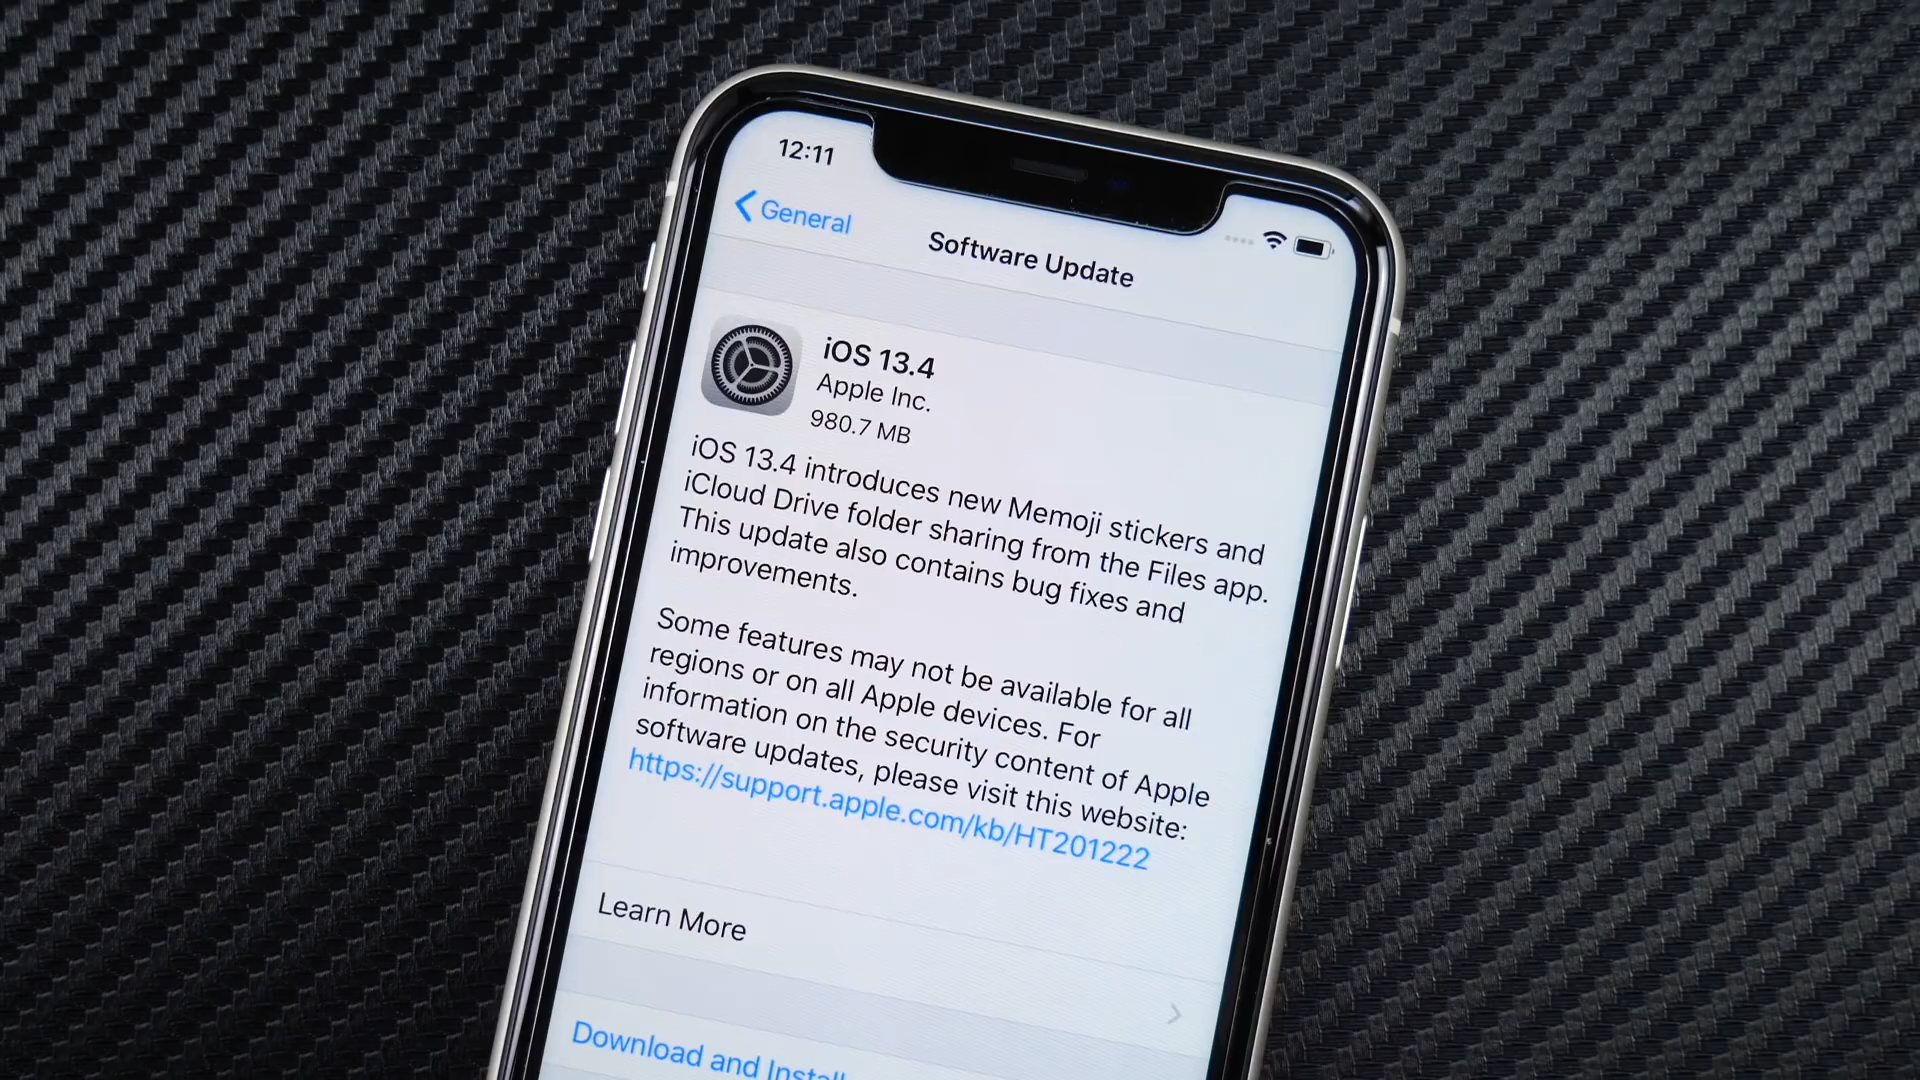 12:11
General
Software Update
iOS 13.4
Apple Inc.
980.7 MB
iOS 13.4 introduces new Memoji stickers and
iCloud Drive folder sharing from the Files app.
This update also contains bug fixes and
improvements.
Some features may not be available for all
regions or on all Apple devices. For
information on the security content of Apple
software updates, please visit this website:
https://support.apple.com/kb/HT201222
Learn More
Download and Install